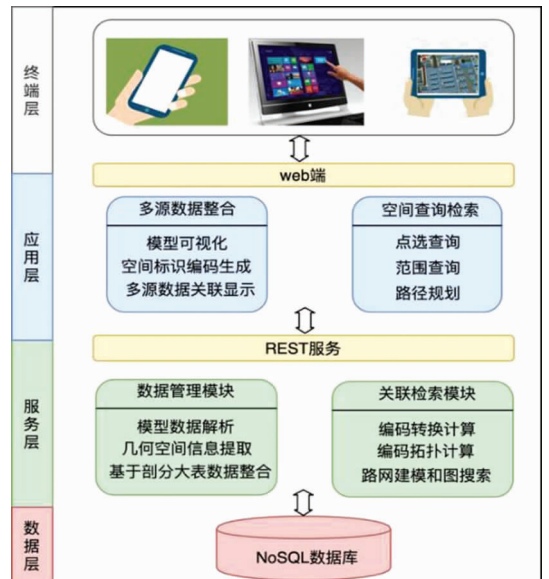 终端层
web端
应用层
多源数据整合
模型可视化
空间标识编码生成
多源数据关联显示
空间查询检索
点选查询
范围查询
路径规划
REST服务
服务层
数据管理模块
模型数据解析
几何空间信息提取
基于剖分大表数据整合
关联检索模块
编码转换计算
编码拓扑计算
路网建模和图搜索
数据层
NoSQL数据库